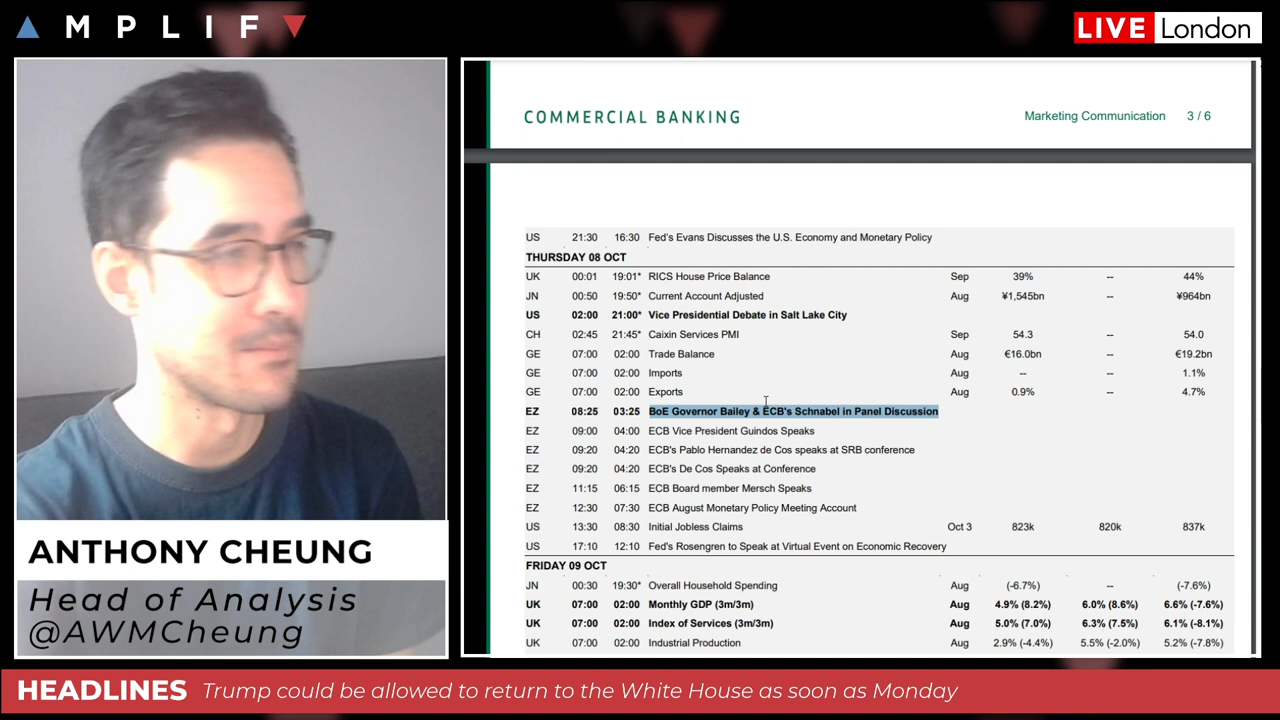 AMPLIFY
LIVE London
COMMERCIAL BANKING
Marketing Communication 3 / 6
US 21:30 16:30 Fed's Evans Discusses the U.S. Economy and Monetary Policy
THURSDAY 08 OCT
UK 00:01 19:01* RICS House Price Balance Sep 39% -- 44%
JN 00:50 19:50* Current Account Adjusted Aug ¥1,545bn -- ¥964bn
US 02:00 21:00* Vice Presidential Debate in Salt Lake City
CH 02:45 21:45* Caixin Services PMI Sep 54.3 -- 54.0
GE 07:00 02:00 Trade Balance Aug €16.0bn -- €19.2bn
GE 07:00 02:00 Imports Aug -- -- 1.1%
GE 07:00 02:00 Exports Aug 0.9% -- 4.7%
EZ 08:25 03:25 BoE Governor Bailey & ECB's Schnabel in Panel Discussion
EZ 09:00 04:00 ECB Vice President Guindos Speaks
EZ 09:20 04:20 ECB's Pablo Hernandez de Cos speaks at SRB conference
EZ 09:20 04:20 ECB's De Cos Speaks at Conference
EZ 11:15 06:15 ECB Board member Mersch Speaks
EZ 12:30 07:30 ECB August Monetary Policy Meeting Account
US 13:30 08:30 Initial Jobless Claims Oct 3 823k 820k 837k
US 17:10 12:10 Fed's Rosengren to Speak at Virtual Event on Economic Recovery
FRIDAY 09 OCT
JN 00:30 19:30* Overall Household Spending Aug (-6.7%) -- (-7.6%)
UK 07:00 02:00 Monthly GDP (3m/3m) Aug 4.9% (8.2%) 6.0% (8.6%) 6.6% (-7.6%)
UK 07:00 02:00 Index of Services (3m/3m) Aug 5.0% (7.0%) 6.3% (7.5%) 6.1% (-8.1%)
UK 07:00 02:00 Industrial Production Aug 2.9% (-4.4%) 5.5% (-2.0%) 5.2% (-7.8%)
ANTHONY CHEUNG
Head of Analysis
@AWMCheung
HEADLINES Trump could be allowed to return to the White House as soon as Monday